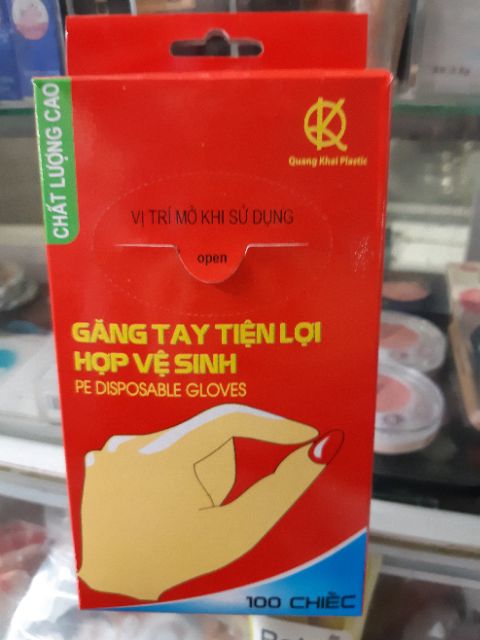 CHẤT LƯỢNG CAO
Quang Khai Plastic
VỊ TRÍ MỞ KHI SỬ DỤNG
open
GĂNG TAY TIỆN LỢI
HỢP VỆ SINH
PE DISPOSABLE GLOVES
100 CHIẾC